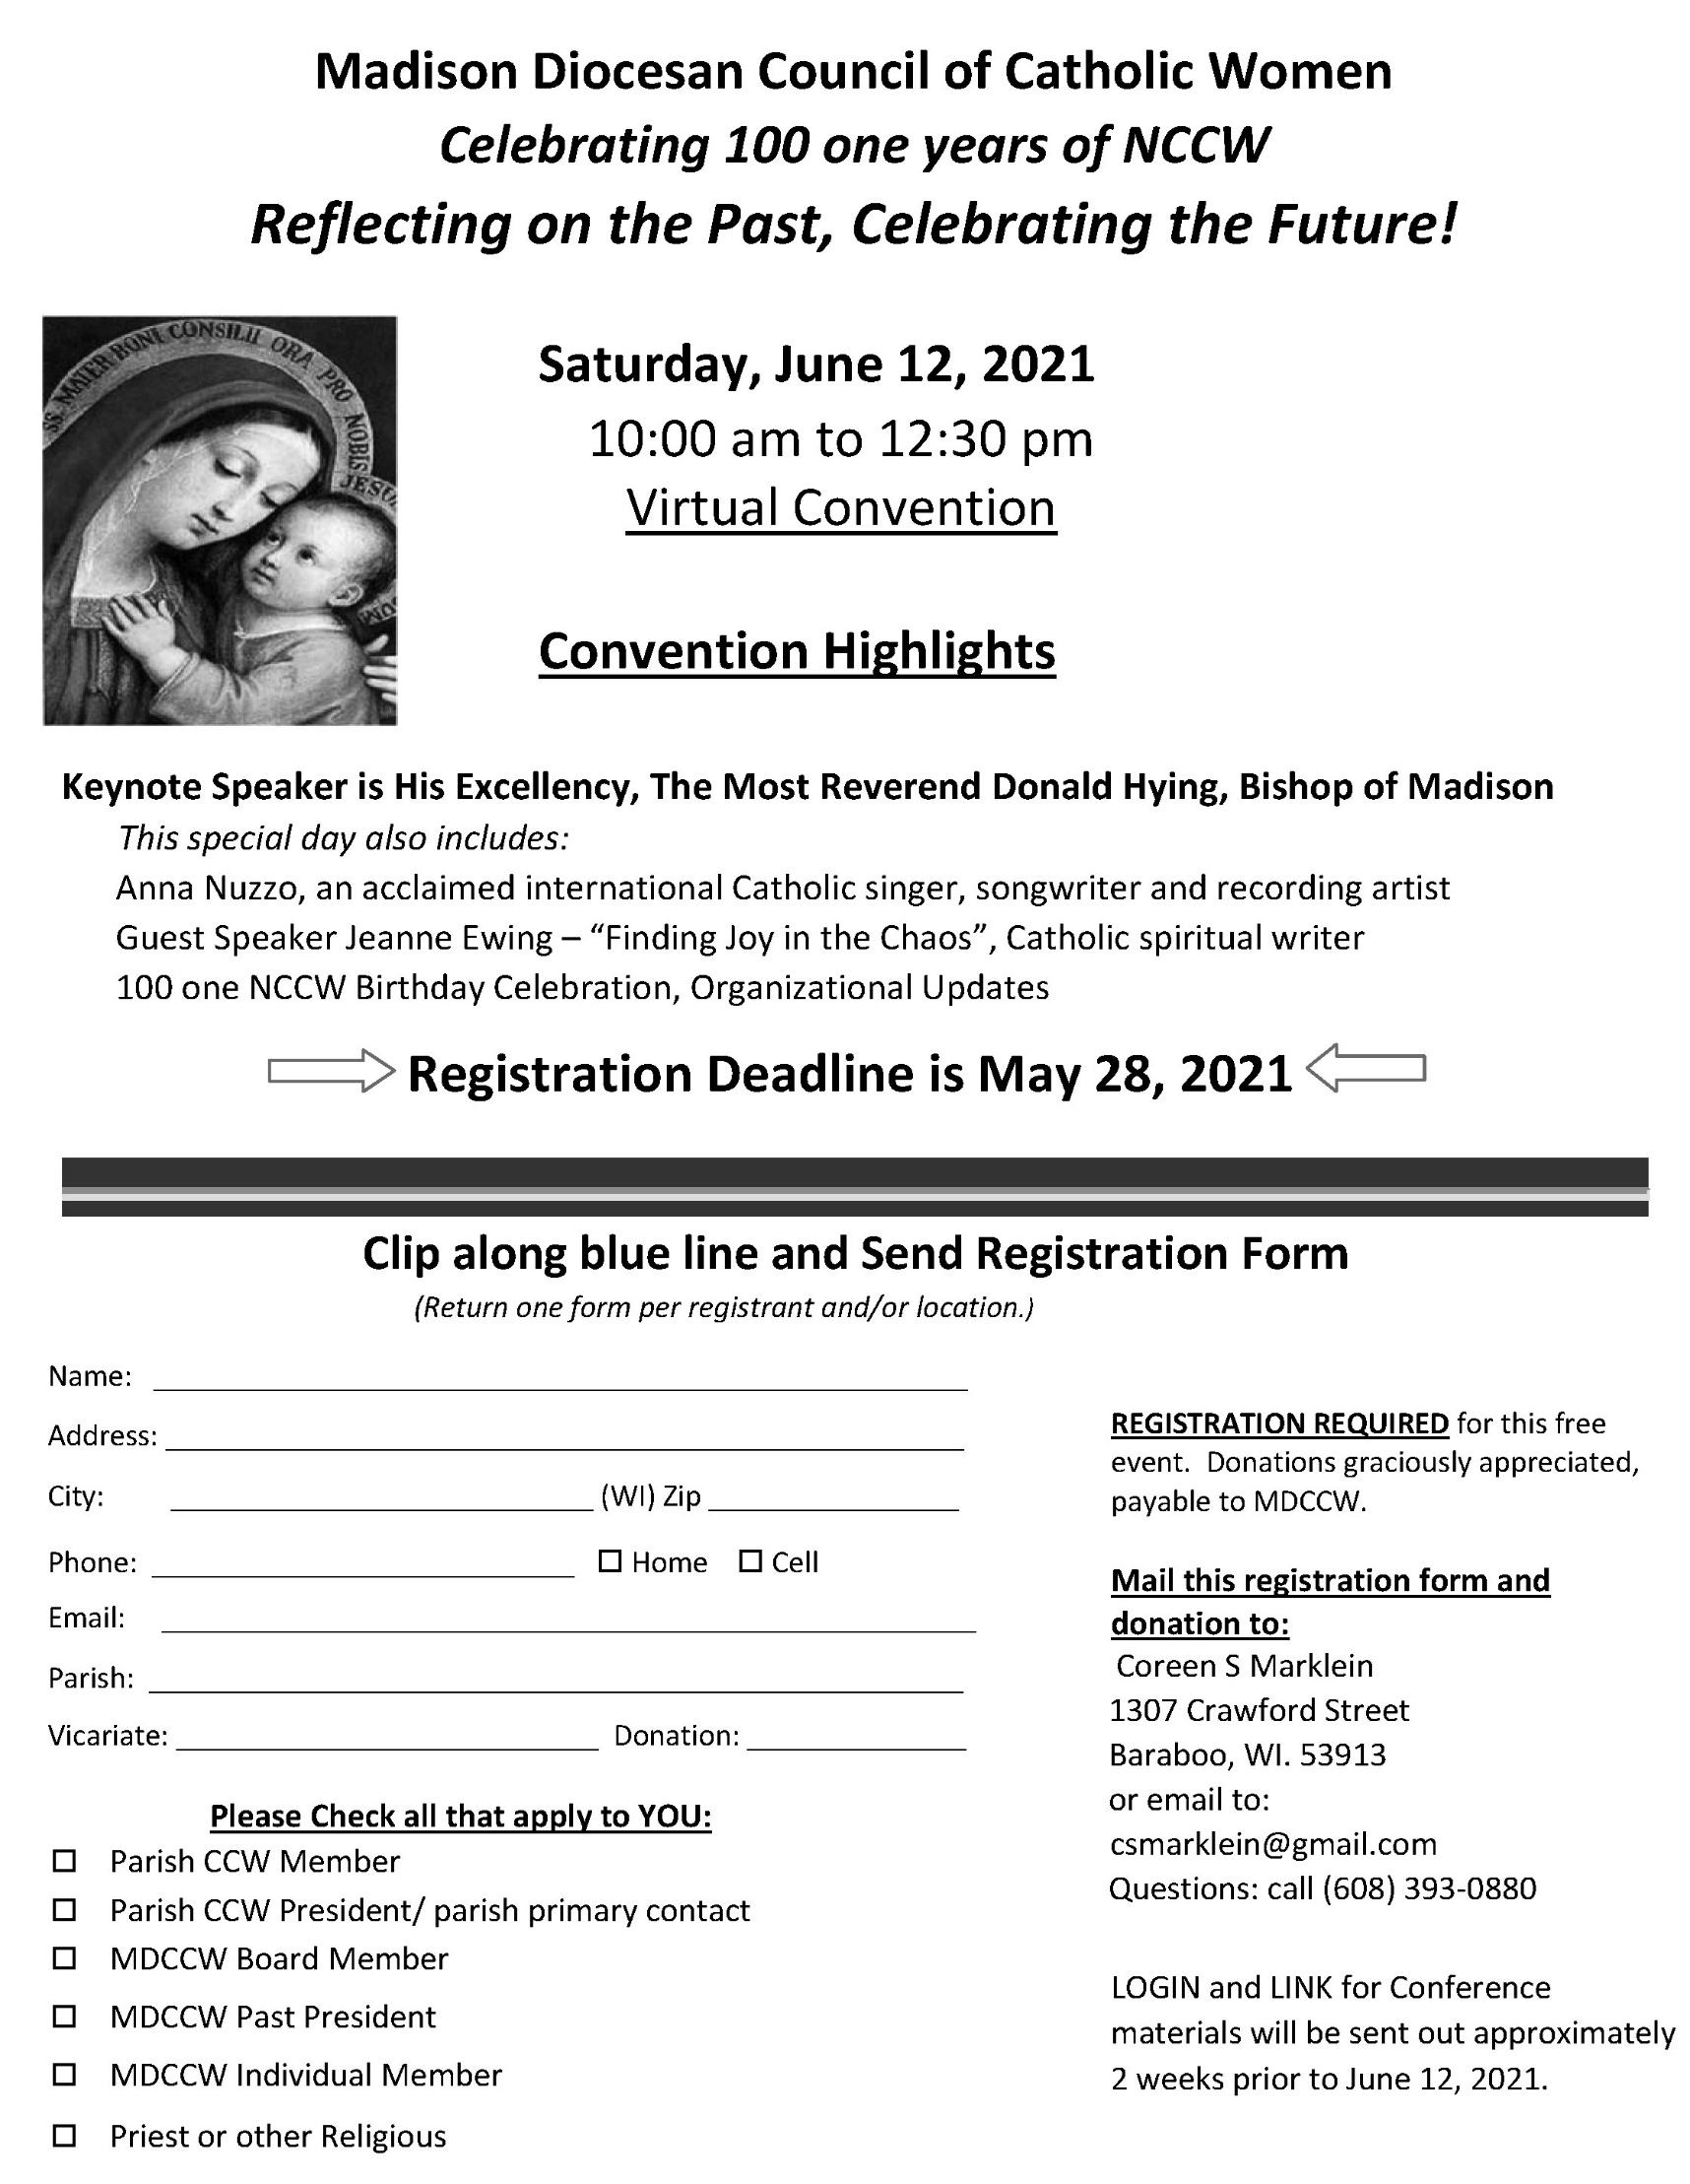 Madison Diocesan Council of Catholic Women
Celebrating 100 one years of NCCW
Reflecting on the Past, Celebrating the Future!
SS MATER BONI CONSILII ORA PRO NOBIS
JESU
Saturday, June 12, 2021
10:00 am to 12:30 pm
Virtual Convention
Convention Highlights
Keynote Speaker is His Excellency, The Most Reverend Donald Hying, Bishop of Madison
This special day also includes:
Anna Nuzzo, an acclaimed international Catholic singer, songwriter and recording artist
Guest Speaker Jeanne Ewing – “Finding Joy in the Chaos”, Catholic spiritual writer
100 one NCCW Birthday Celebration, Organizational Updates
Registration Deadline is May 28, 2021
Clip along blue line and Send Registration Form
(Return one form per registrant and/or location.)
Name:
Address:
City: (WI) Zip
Phone: Home Cell
Email:
Parish:
Vicariate: Donation:
Please Check all that apply to YOU:
Parish CCW Member
Parish CCW President/ parish primary contact
MDCCW Board Member
MDCCW Past President
MDCCW Individual Member
Priest or other Religious
REGISTRATION REQUIRED for this free
event. Donations graciously appreciated,
payable to MDCCW.
Mail this registration form and
donation to:
Coreen S Marklein
1307 Crawford Street
Baraboo, WI. 53913
or email to:
csmarklein@gmail.com
Questions: call (608) 393-0880
LOGIN and LINK for Conference
materials will be sent out approximately
2 weeks prior to June 12, 2021.